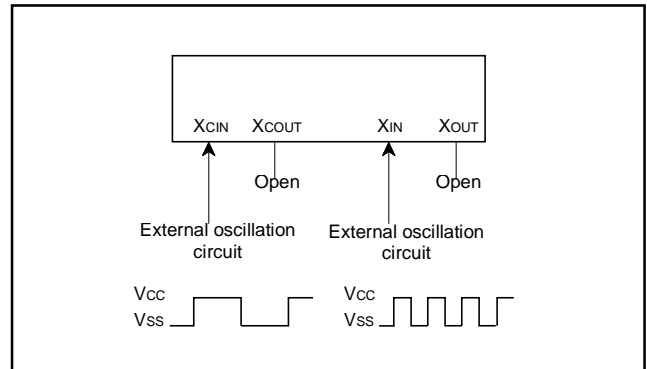 XCIN XCOUT XIN XOUT
Open Open
External oscillation circuit
External oscillation circuit
VCC
VSS
VCC
VSS